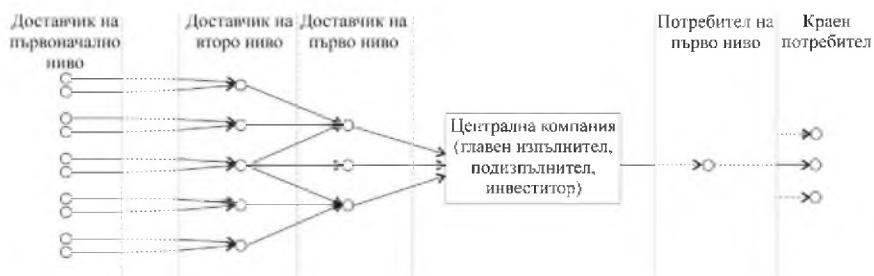 Доставчик на
първоначално
ниво
Доставчик на
второ ниво
Доставчик на
първо ниво
Централна компания
(главен изпълнител,
подизпълнител,
инвеститор)
Потребител на
първо ниво
Краен
потребител